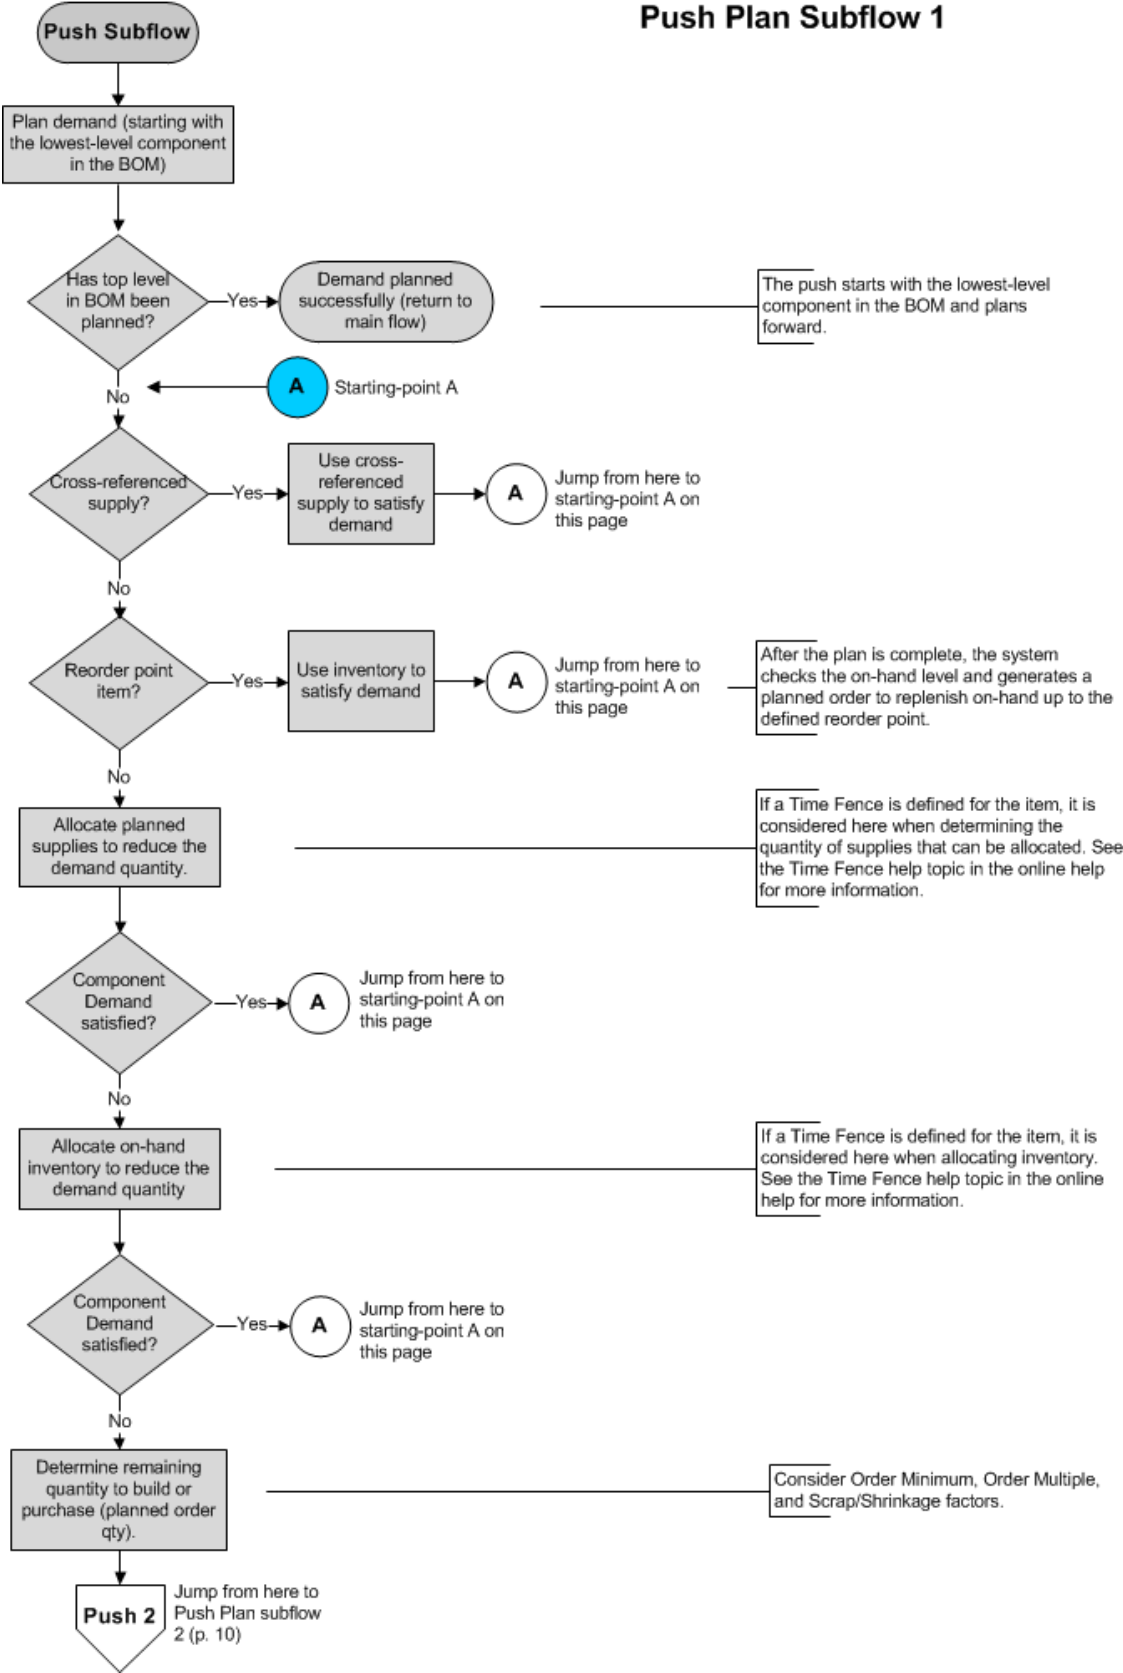 Push Plan Subflow 1
Push Subflow
Plan demand (starting with
the lowest-level component
in the BOM)
Has top level
in BOM been
planned?
Yes
Demand planned
successfully (return to
main flow)
The push starts with the lowest-level
component in the BOM and plans
forward.
No
A
Starting-point A
Cross-referenced
supply?
Yes
Use cross-
referenced
supply to satisfy
demand
A
Jump from here to
starting-point A on
this page
No
Reorder point
item?
Yes
Use inventory to
satisfy demand
A
Jump from here to
starting-point A on
this page
After the plan is complete, the system
checks the on-hand level and generates a
planned order to replenish on-hand up to the
defined reorder point.
No
Allocate planned
supplies to reduce the
demand quantity.
If a Time Fence is defined for the item, it is
considered here when determining the
quantity of supplies that can be allocated. See
the Time Fence help topic in the online help
for more information.
Component
Demand
satisfied?
Yes
A
Jump from here to
starting-point A on
this page
No
Allocate on-hand
inventory to reduce the
demand quantity
If a Time Fence is defined for the item, it is
considered here when allocating inventory.
See the Time Fence help topic in the online
help for more information.
Component
Demand
satisfied?
Yes
A
Jump from here to
starting-point A on
this page
No
Determine remaining
quantity to build or
purchase (planned order
qty).
Consider Order Minimum, Order Multiple,
and Scrap/Shrinkage factors.
Push 2
Jump from here to
Push Plan subflow
2 (p. 10)